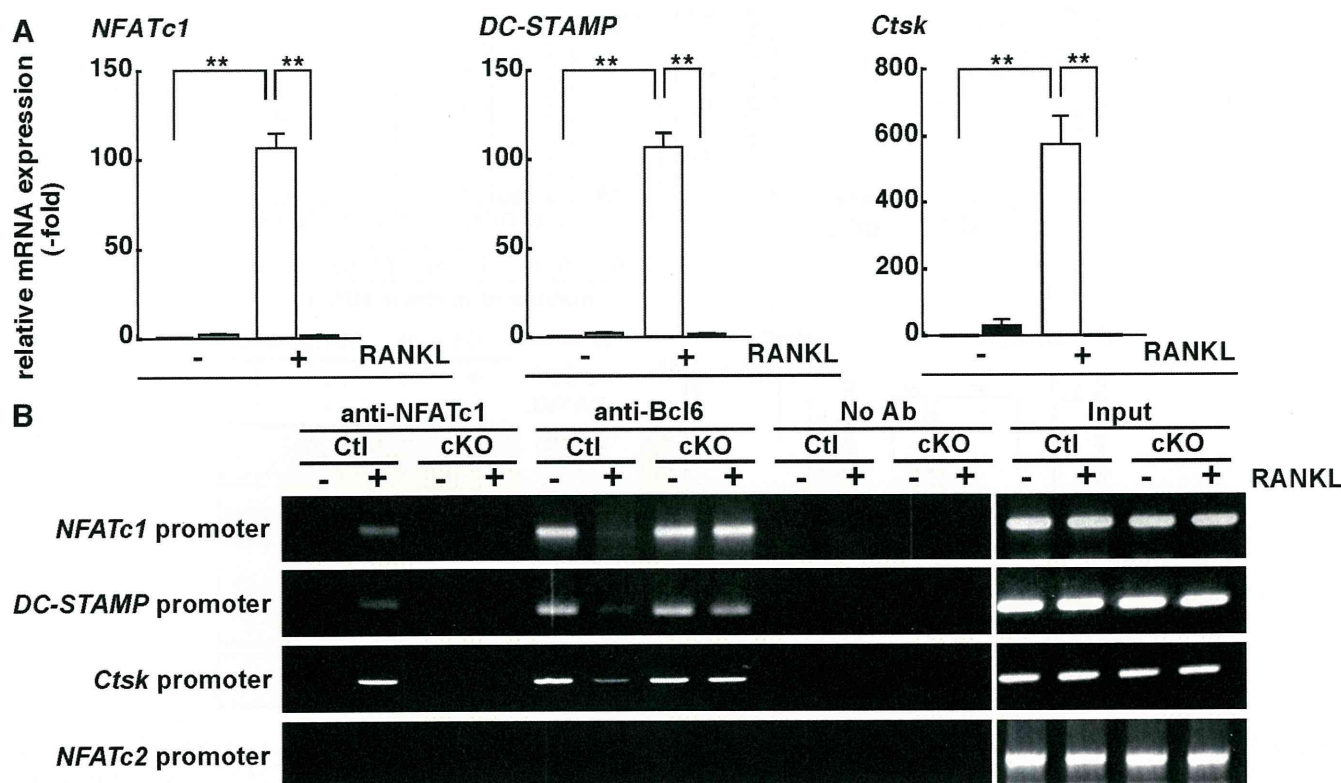 A
NFATc1
DC-STAMP
Ctsk
relative mRNA expression
(-fold)
150
100
50
0
** **
- + RANKL
150
100
50
0
** **
- + RANKL
800
600
400
200
0
** **
- + RANKL
B
anti-NFATc1 anti-Bcl6 No Ab Input
Ctl cKO Ctl cKO Ctl cKO Ctl cKO
- + - + - + - + - + - + - + - + RANKL
NFATc1 promoter
DC-STAMP promoter
Ctsk promoter
NFATc2 promoter